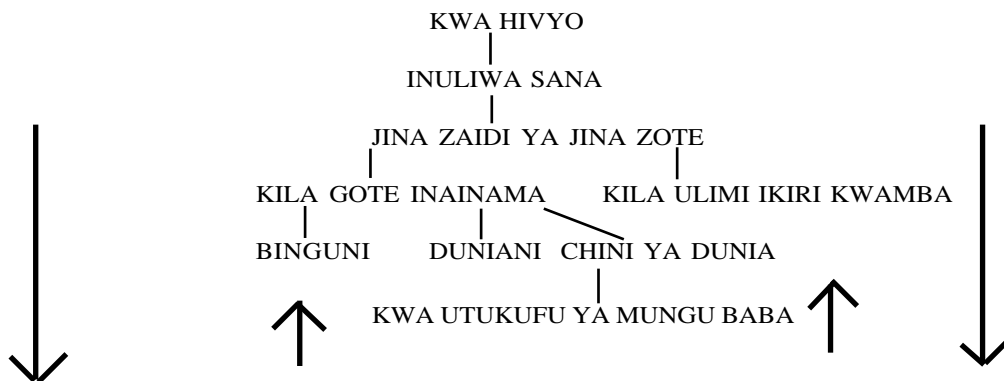 KWA HIVYO
INULIWA SANA
JINA ZAIDI YA JINA ZOTE
KILA GOTE INAINAMA KILA ULIMI IKIRI KWAMBA
BINGUNI DUNIANI CHINI YA DUNIA
KWA UTUKUFU YA MUNGU BABA